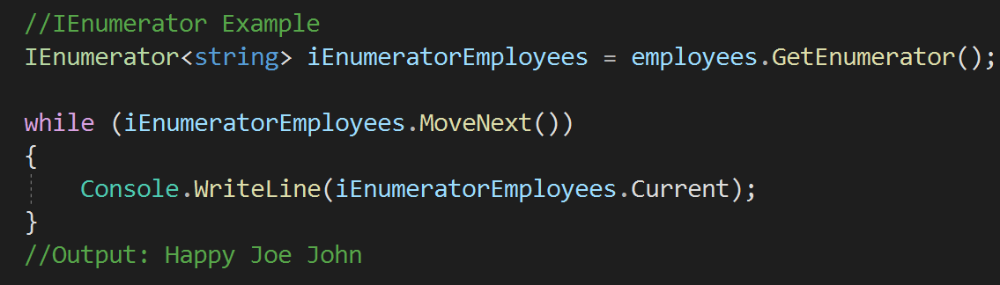 //IEnumerator Example
IEnumerator<string> iEnumeratorEmployees = employees.GetEnumerator();
while (iEnumeratorEmployees.MoveNext())
{
Console.WriteLine(iEnumeratorEmployees.Current);
}
//Output: Happy Joe John